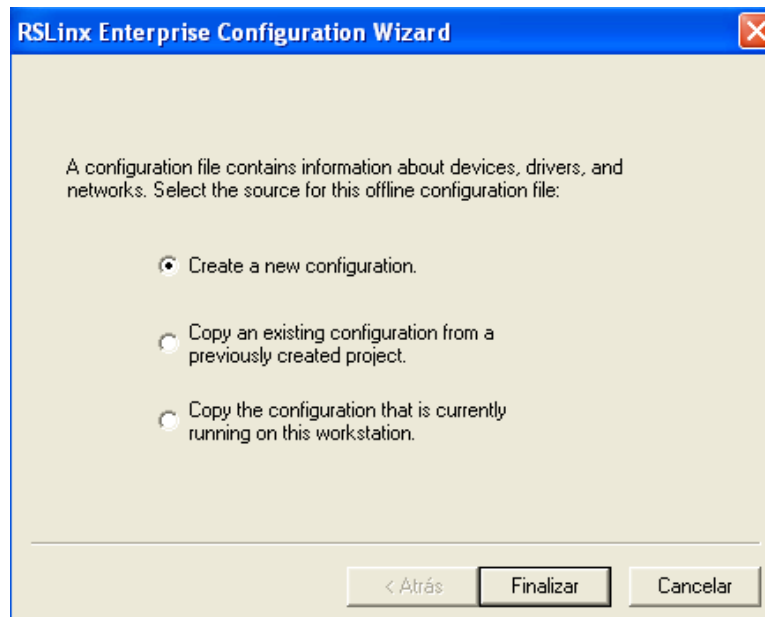 RSLinx Enterprise Configuration Wizard
A configuration file contains information about devices, drivers, and
networks. Select the source for this offline configuration file:
Create a new configuration.
Copy an existing configuration from a
previously created project.
Copy the configuration that is currently
running on this workstation.
< Atrás
Finalizar
Cancelar